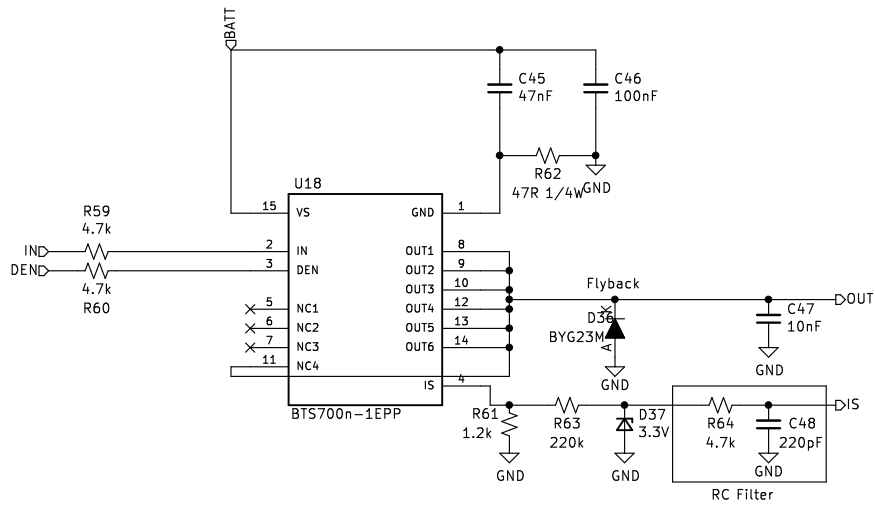 BATT
C45
47nF
C46
100nF
R62
47R 1/4W
GND
U18
15
VS
GND
1
R59
4.7k
IN
2
IN
OUT1
8
DEN
3
DEN
OUT2
9
4.7k
R60
OUT3
10
5
NC1
OUT4
12
6
NC2
OUT5
13
7
NC3
OUT6
14
11
NC4
IS
4
BTS700n-1EPP
Flyback
D36
BYG23M
K
A
GND
OUT
C47
10nF
GND
R61
1.2k
GND
R63
220k
D37
3.3V
GND
R64
4.7k
C48
220pF
GND
IS
RC Filter